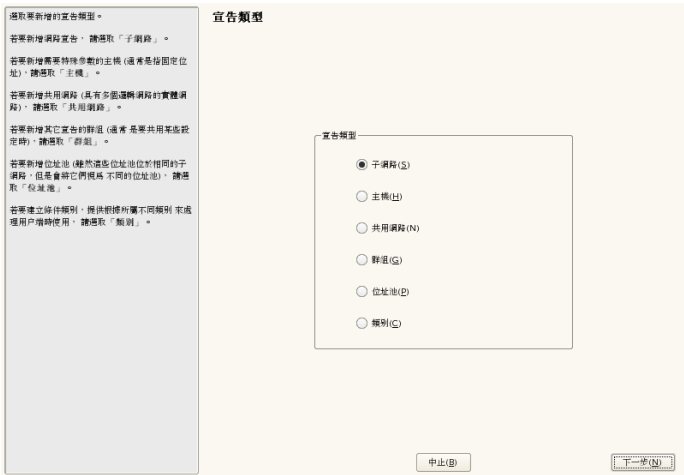 選取要新增的宣告類型。
若要新增網路宣告， 請選取「子網路」。
若要新增需要特殊參數的主機 (通常是指固定位
址)，請選取「主機」。
若要新增共用網路 (具有多個邏輯網路的實體網
路)， 請選取「共用網路」。
若要新增其它宣告的群組 (通常 是要共用某些設
定時)，請選取「群組」。
若要新增位址池 (雖然這些位址池位於相同的子
網路，但是會將它們視為 不同的位址池)， 請選
取「位址池」。
若要建立條件類別，提供根據所屬不同類別 來處
理用戶端時使用， 請選取「類別」。
宣告類型
宣告類型
子網路(S)
主機(H)
共用網路(N)
群組(G)
位址池(P)
類別(C)
中止(B)
下一步(N)